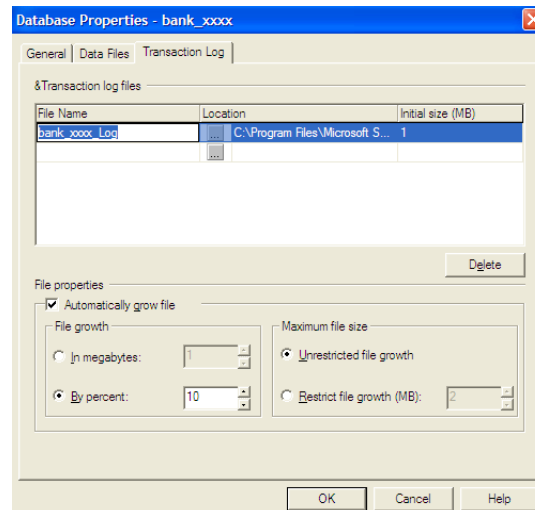 Database Properties - bank_xxxx
General Data Files Transaction Log
&Transaction log files
File Name Location Initial size (MB)
bank_xxxx_Log ... C:\Program Files\Microsoft S... 1
...
Delete
File properties
Automatically grow file
File growth Maximum file size
In megabytes: 1 Unrestricted file growth
By percent: 10 Restrict file growth (MB): 2
OK Cancel Help